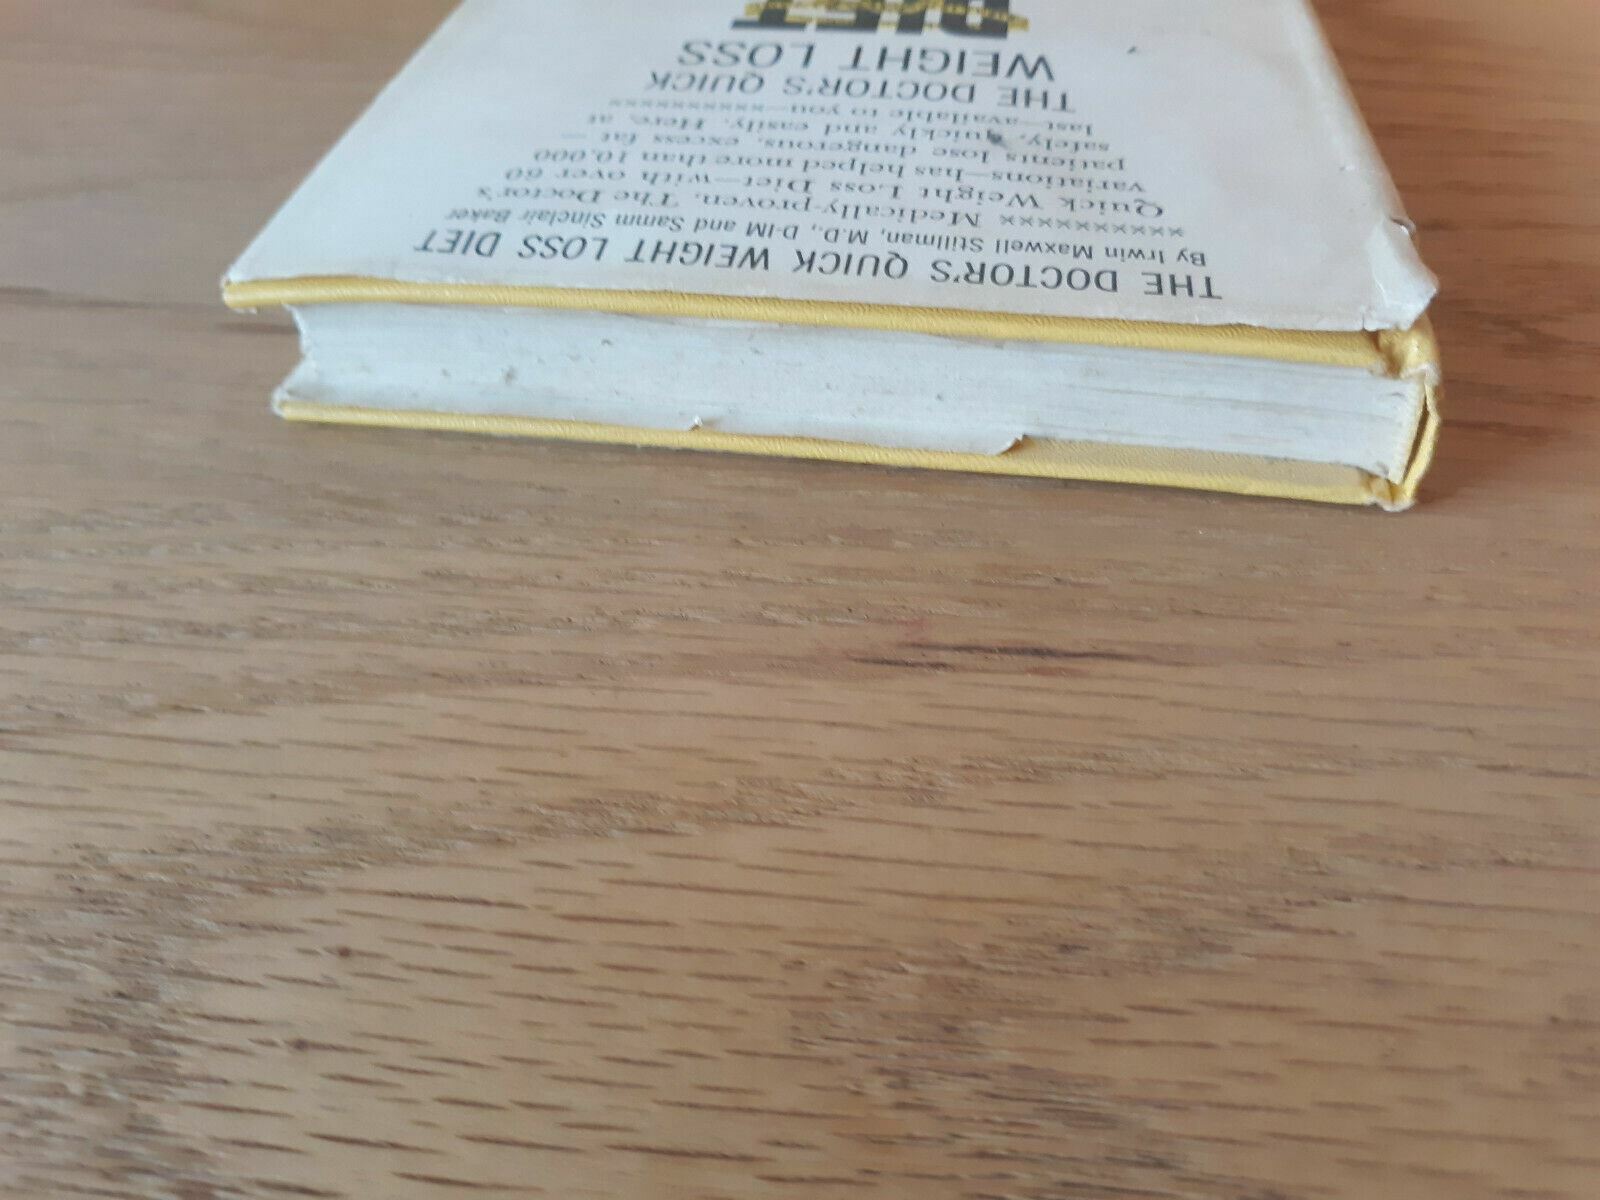 THE DOCTOR'S QUICK WEIGHT LOSS DIET
By Irwin Maxwell Stillman, M.D., D-IM and Samm Sinclair Baker
×××××××××× Medically-proven, The Doctor's
Quick Weight Loss Diet—with over 60
variations—has helped more than 10,000
patients lose dangerous, excess fat—
safely, quickly and easily. Here, at
last—available to you—××××××××××
THE DOCTOR'S QUICK
WEIGHT LOSS
DIET